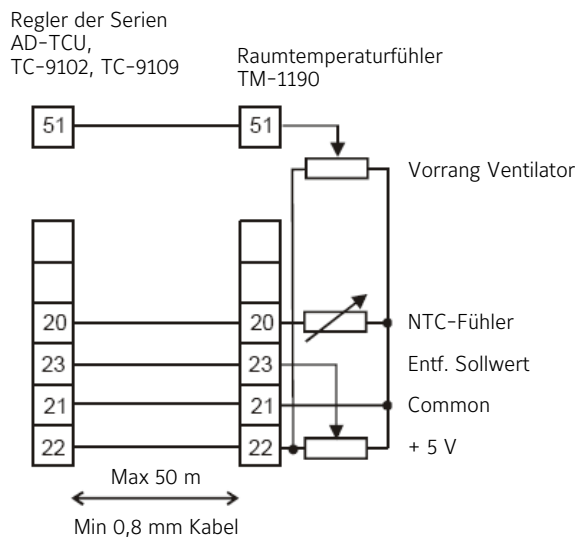 Regler der Serien
AD-TCU,
TC-9102, TC-9109
Raumtemperaturfühler
TM-1190
51
51
Vorrang Ventilator
20
20
NTC-Fühler
23
23
Entf. Sollwert
21
21
Common
22
22
+ 5 V
Max 50 m
Min 0,8 mm Kabel